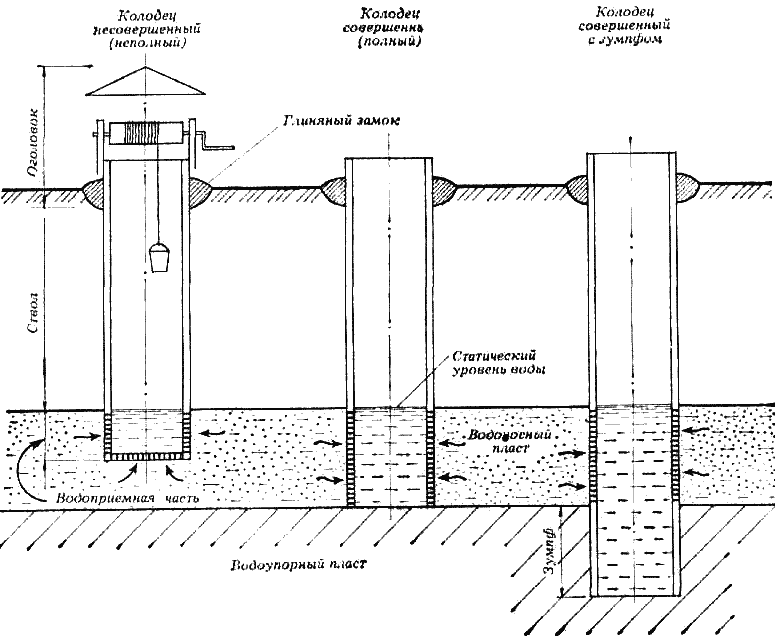 Колодец
несовершенный
(неполный)
Колодец
совершеннь
(полный)
Колодец
совершенный
с зумпфом
Оголовок
Глиняный замок
Ствол
Статический
уровень воды
Водоносный
пласт
Водоприемная часть
Водоупорный пласт
Зумпф